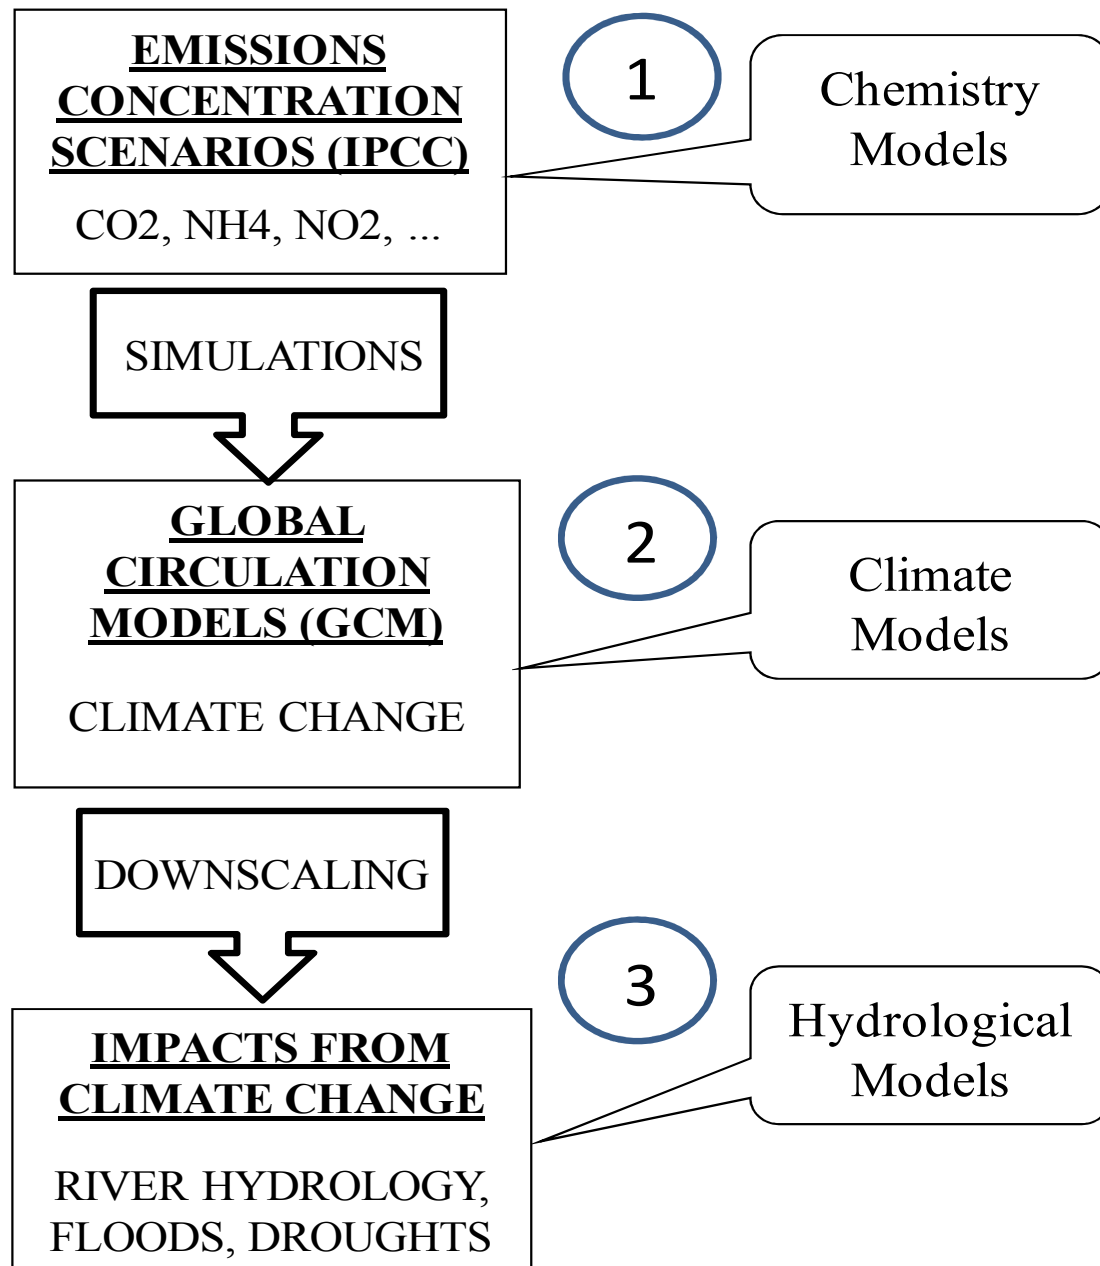 EMISSIONS
CONCENTRATION
SCENARIOS (IPCC)
CO2, NH4, NO2, ...
1
Chemistry
Models
SIMULATIONS
GLOBAL
CIRCULATION
MODELS (GCM)
CLIMATE CHANGE
2
Climate
Models
DOWNSCALING
IMPACTS FROM
CLIMATE CHANGE
RIVER HYDROLOGY,
FLOODS, DROUGHTS
3
Hydrological
Models